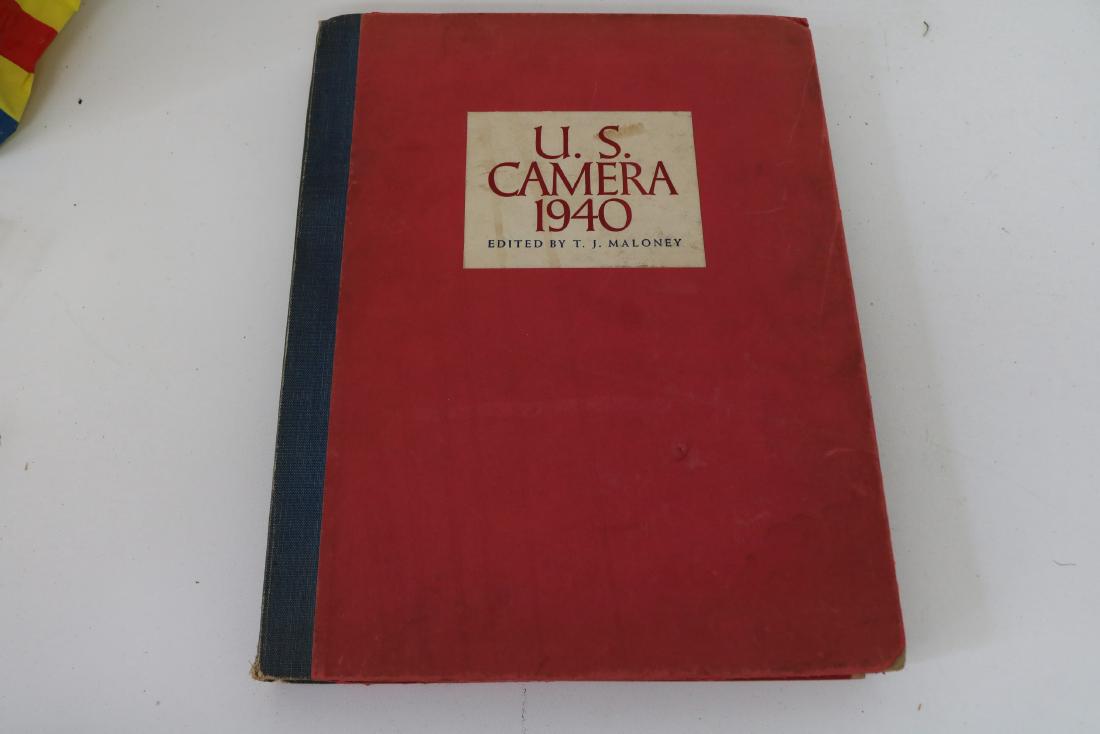 U. S.
CAMERA
1940
EDITED BY T. J. MALONEY